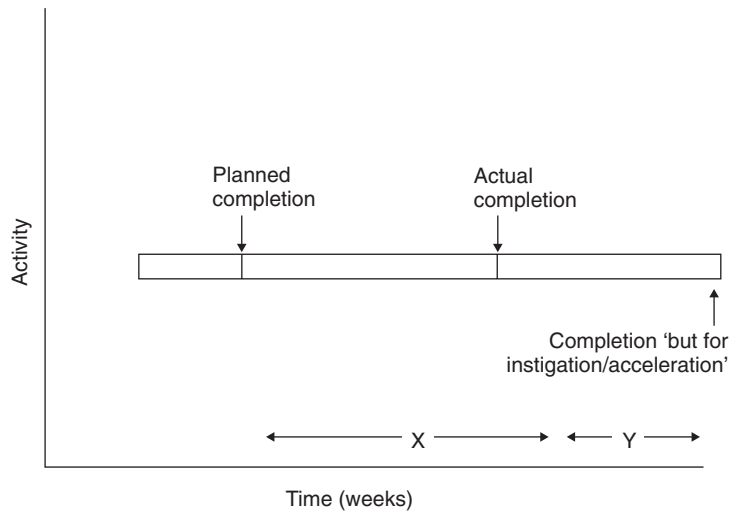 Planned
completion
Actual
completion
Activity
Completion ‘but for
instigation/acceleration’
X
Y
Time (weeks)